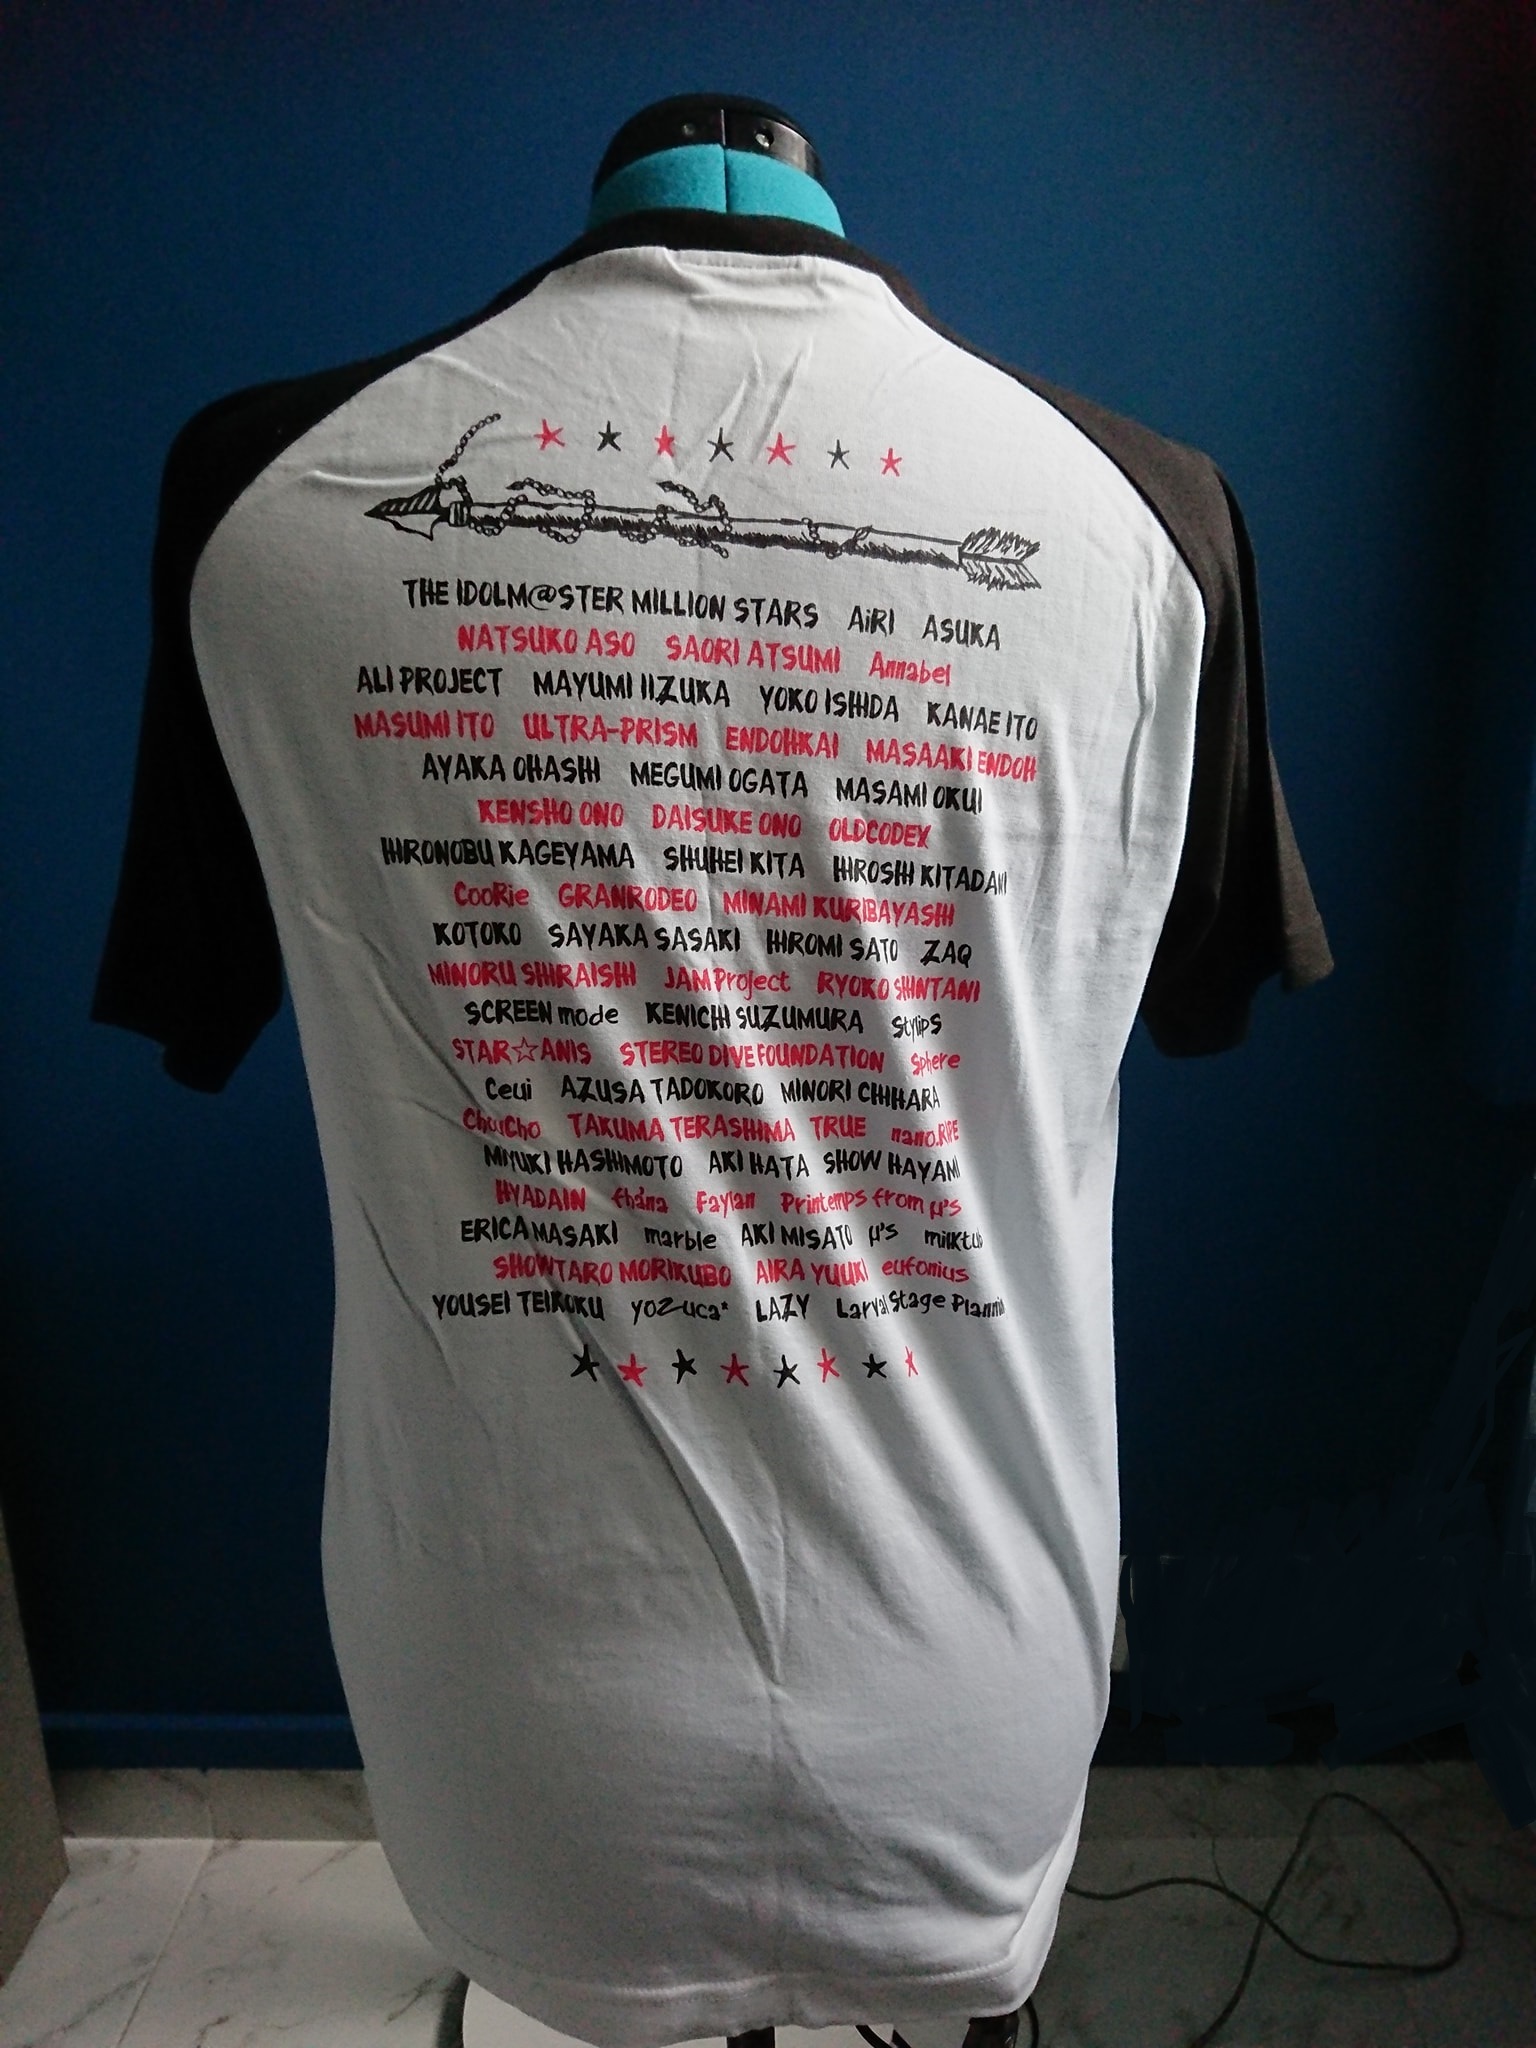 THE IDOLM@STER MILLION STARS AiRI ASUKA
NATSUKO ASO SAORI ATSUMI Annabel
ALI PROJECT MAYUMI IIZUKA YOKO ISHIDA KANAE ITO
MASUMI ITO ULTRA-PRISM ENDOHKAI MASAAKI ENDOH
AYAKA OHASHI MEGUMI OGATA MASAMI OKUI
KENSHO ONO DAISUKE ONO OLDCODEX
HIRONOBU KAGEYAMA SHUHEI KITA HIROSHI KITADANI
CooRie GRANRODEO MINAMI KURIBAYASHI
KOTOKO SAYAKA SASAKI HIROMI SATO ZAQ
MINORU SHIRAISHI JAM Project RYOKO SHINTANI
SCREEN mode KENICHI SUZUMURA StylipS
STAR☆ANIS STEREO DIVE FOUNDATION Sphere
Ceui AZUSA TADOKORO MINORI CHIHARA
ChouCho TAKUMA TERASHIMA TRUE nano.RIPE
MIYUKI HASHIMOTO AKI HATA SHOW HAYAMI
HYADAIN fhána Faylan Printemps from μ's
ERICA MASAKI marble AKI MISATO μ's milktub
SHOWTARO MORIKUBO AIRA YUUKI eufonius
YOUSEI TEIKOKU yozuca* LAZY Larval Stage